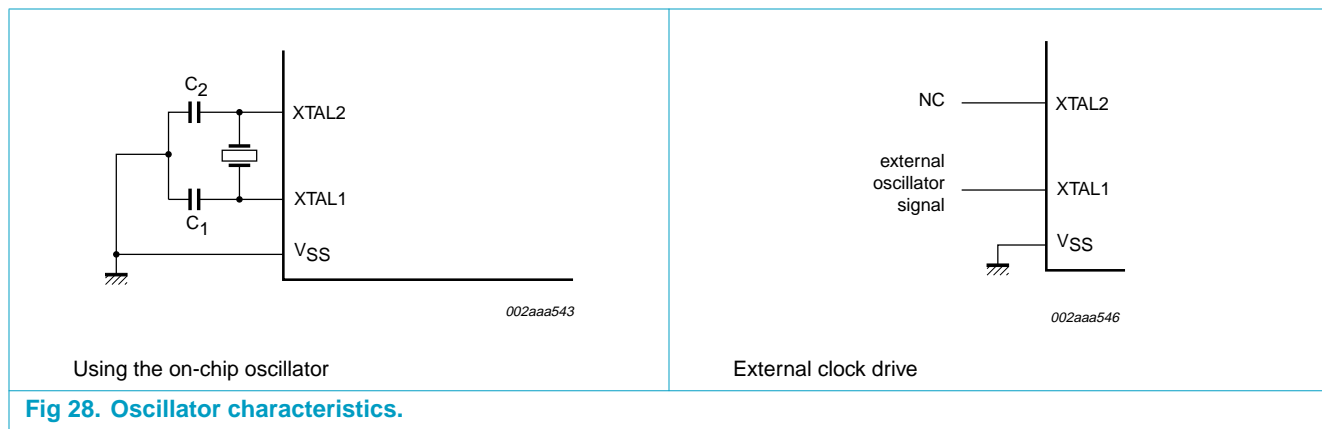 C2
XTAL2
XTAL1
C1
VSS
002aaa543
Using the on-chip oscillator
NC
XTAL2
external
oscillator
signal
XTAL1
VSS
002aaa546
External clock drive
Fig 28. Oscillator characteristics.